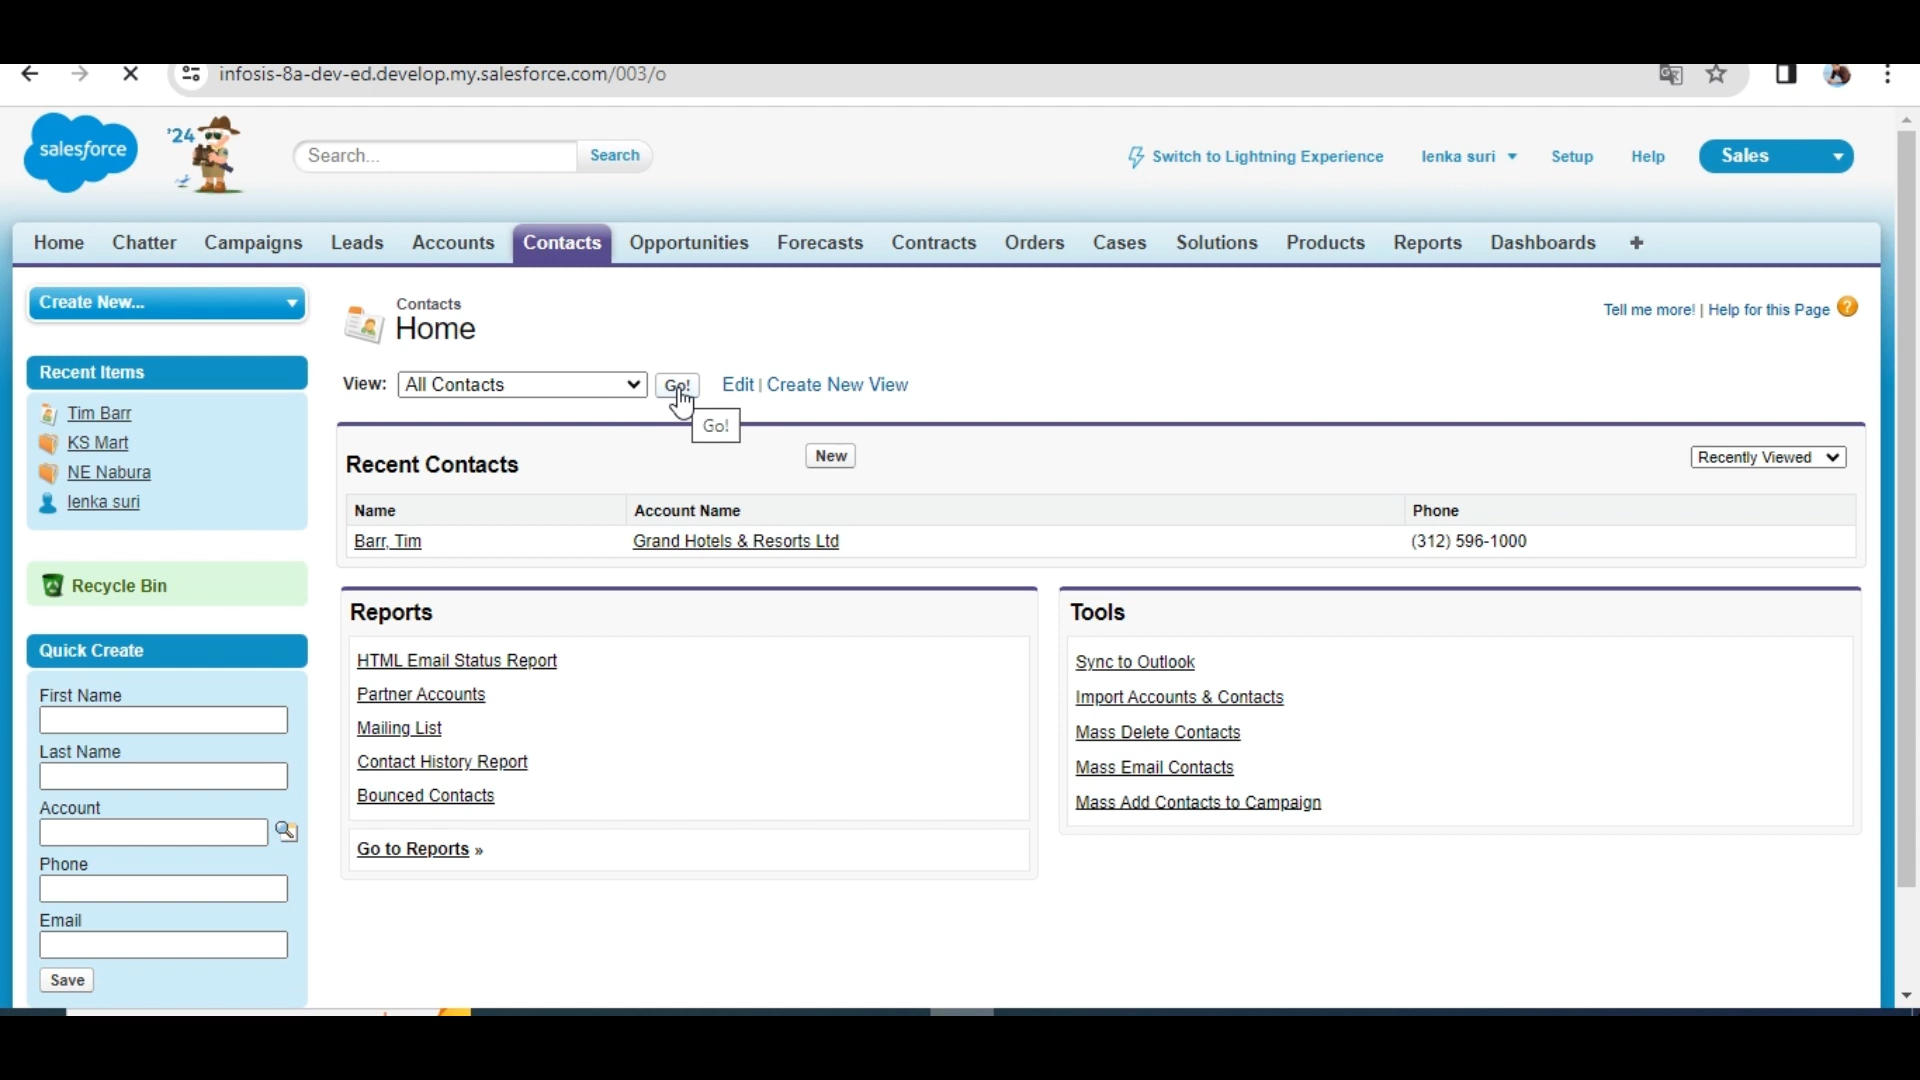 infosis-8a-dev-ed.develop.my.salesforce.com/003/o
salesforce
'24
Search...
Search
Switch to Lightning Experience
lenka suri
Setup
Help
Sales
Home
Chatter
Campaigns
Leads
Accounts
Contacts
Opportunities
Forecasts
Contracts
Orders
Cases
Solutions
Products
Reports
Dashboards
+
Create New...
Recent Items
Tim Barr
KS Mart
NE Nabura
lenka suri
Recycle Bin
Quick Create
First Name
Last Name
Account
Phone
Email
Save
Contacts
Home
Tell me more! | Help for this Page
?
View: All Contacts Go! Edit | Create New View
Go!
Recent Contacts
New
Recently Viewed
Name Account Name Phone
Barr, Tim Grand Hotels & Resorts Ltd (312) 596-1000
Reports
HTML Email Status Report
Partner Accounts
Mailing List
Contact History Report
Bounced Contacts
Go to Reports »
Tools
Sync to Outlook
Import Accounts & Contacts
Mass Delete Contacts
Mass Email Contacts
Mass Add Contacts to Campaign